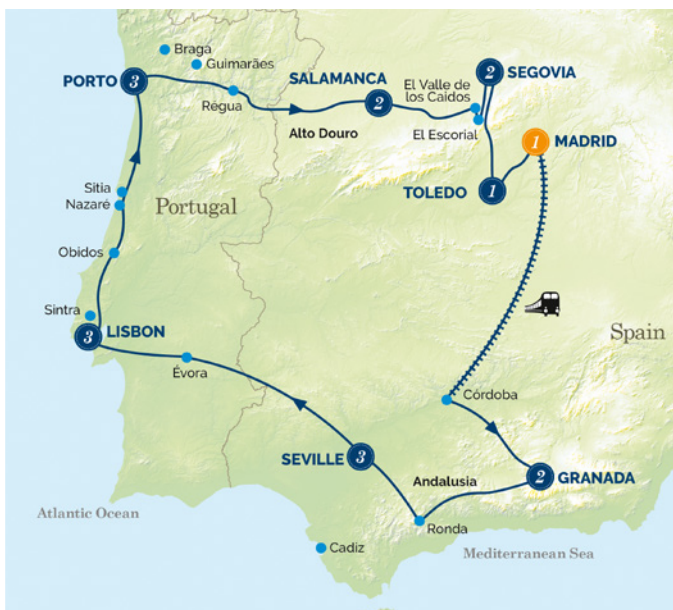 Braga
Guimarães
PORTO
3
Régua
SALAMANCA
2
Alto Douro
El Valle de
los Caidos
El Escorial
2
SEGOVIA
1
MADRID
TOLEDO
1
Sitia
Nazaré
Portugal
Obidos
Sintra
3
LISBON
Évora
Spain
Córdoba
SEVILLE
3
Andalusia
2
GRANADA
Ronda
Cadiz
Atlantic Ocean
Mediterranean Sea